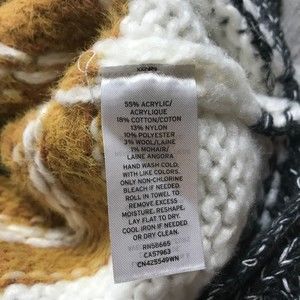 55% ACRYLIC/
ACRYLIQUE
18% COTTON/COTON
13% NYLON
10% POLYESTER
3% WOOL/LAINE
1% MOHAIR/
LAINE ANGORA
HAND WASH COLD,
WITH LIKE COLORS.
ONLY NON-CHLORINE
BLEACH IF NEEDED.
ROLL IN TOWEL TO
REMOVE EXCESS
MOISTURE. RESHAPE.
LAY FLAT TO DRY.
COOL IRON IF NEEDED
OR DRY CLEAN.
RN58665
CA57963
CN4255549WN